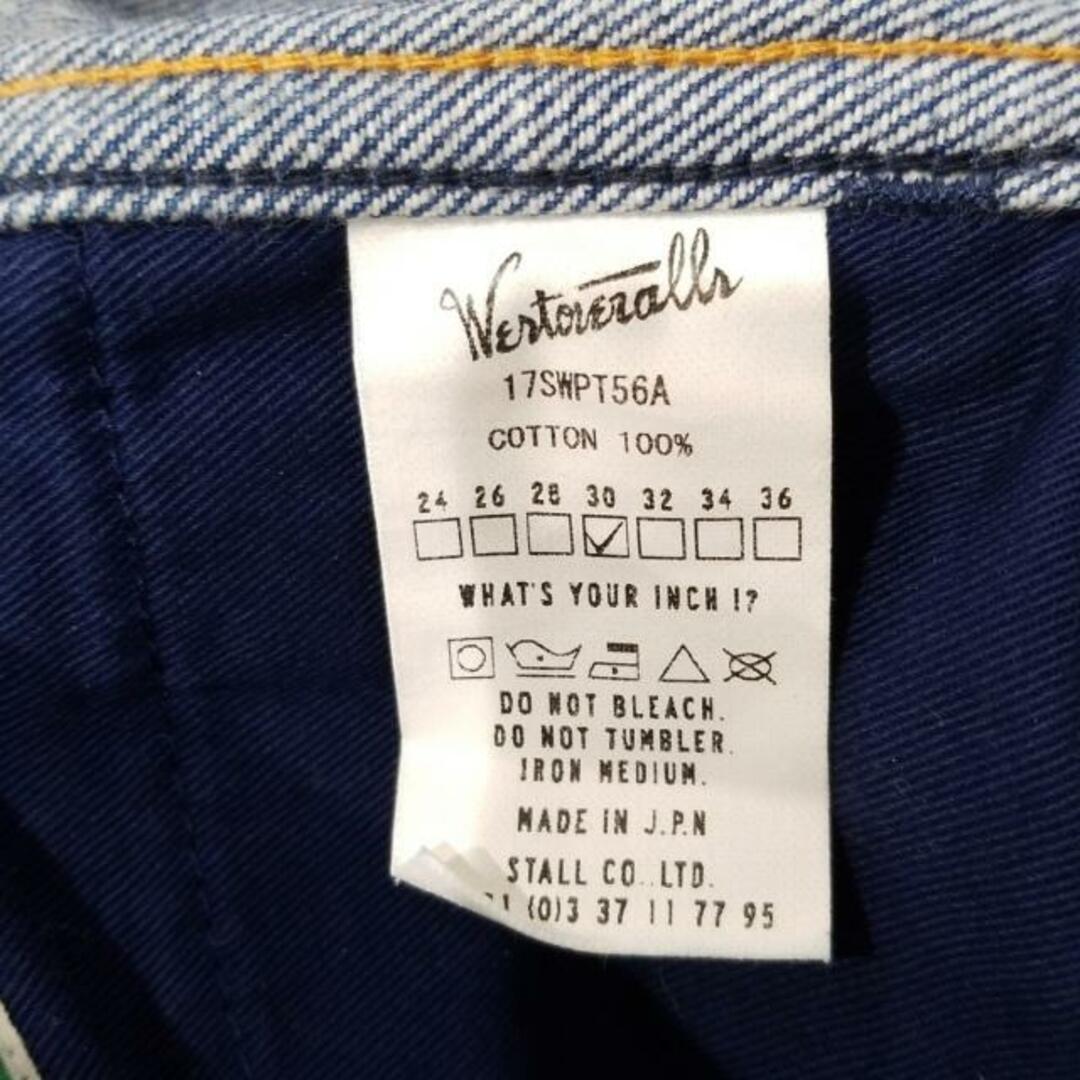 Westoveralls
17SWPT56A
COTTON 100%
24 26 28 30 32 34 36
WHAT'S YOUR INCH !?
DO NOT BLEACH.
DO NOT TUMBLER.
IRON MEDIUM.
MADE IN J.P.N
STALL CO.,LTD.
(0)3 37 11 77 95